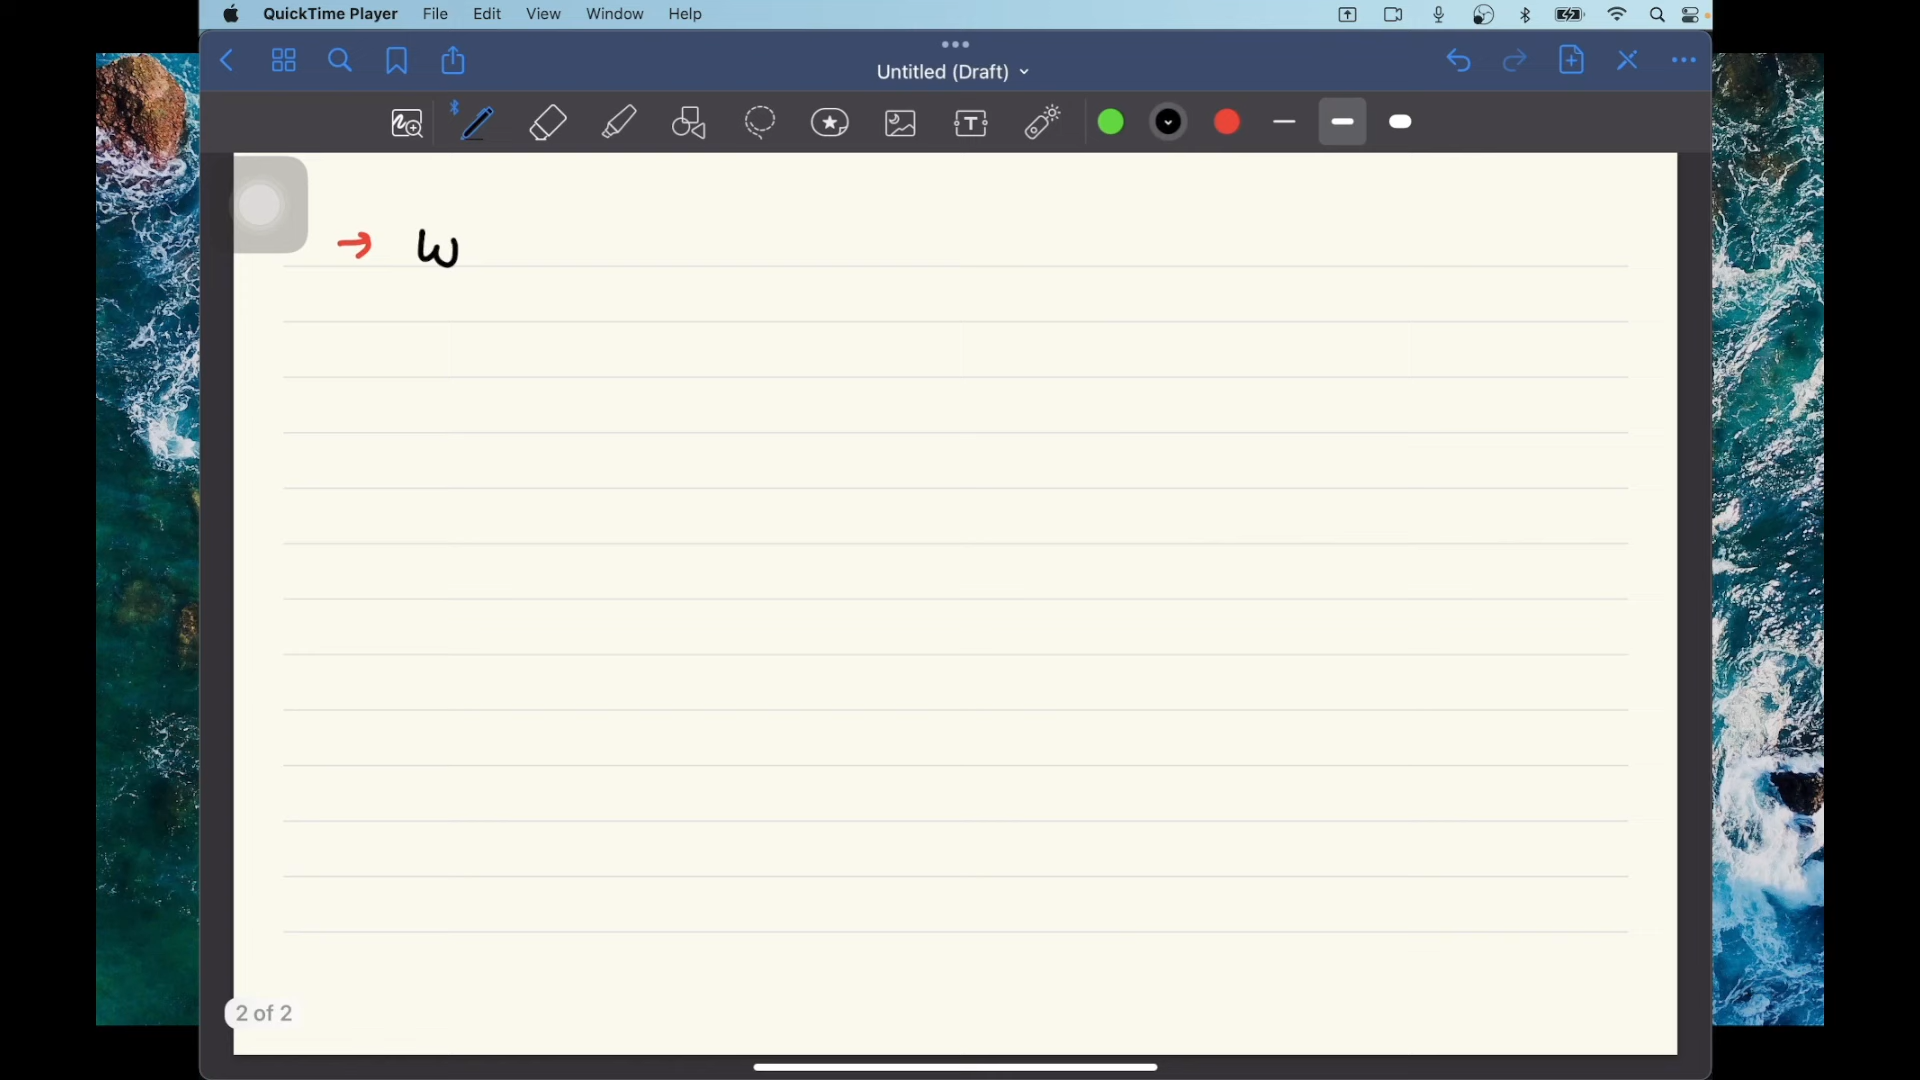 QuickTime Player File Edit View Window Help
Untitled (Draft)
→ W
2 of 2